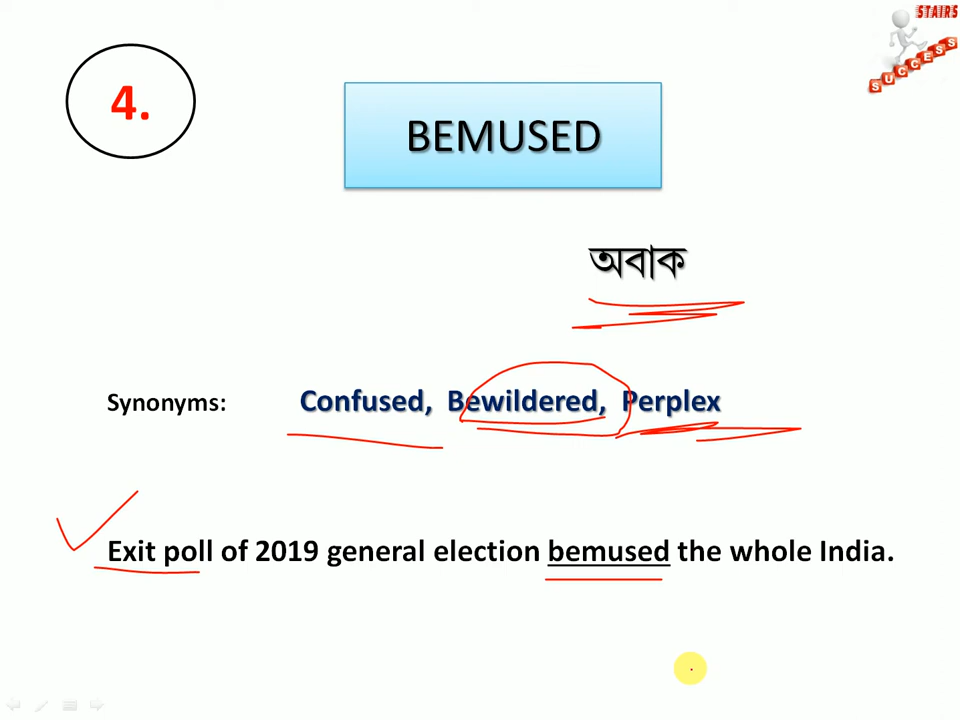 STAIRS
SUCCESS
4.
BEMUSED
অবাক
Synonyms: Confused, Bewildered, Perplex
Exit poll of 2019 general election bemused the whole India.